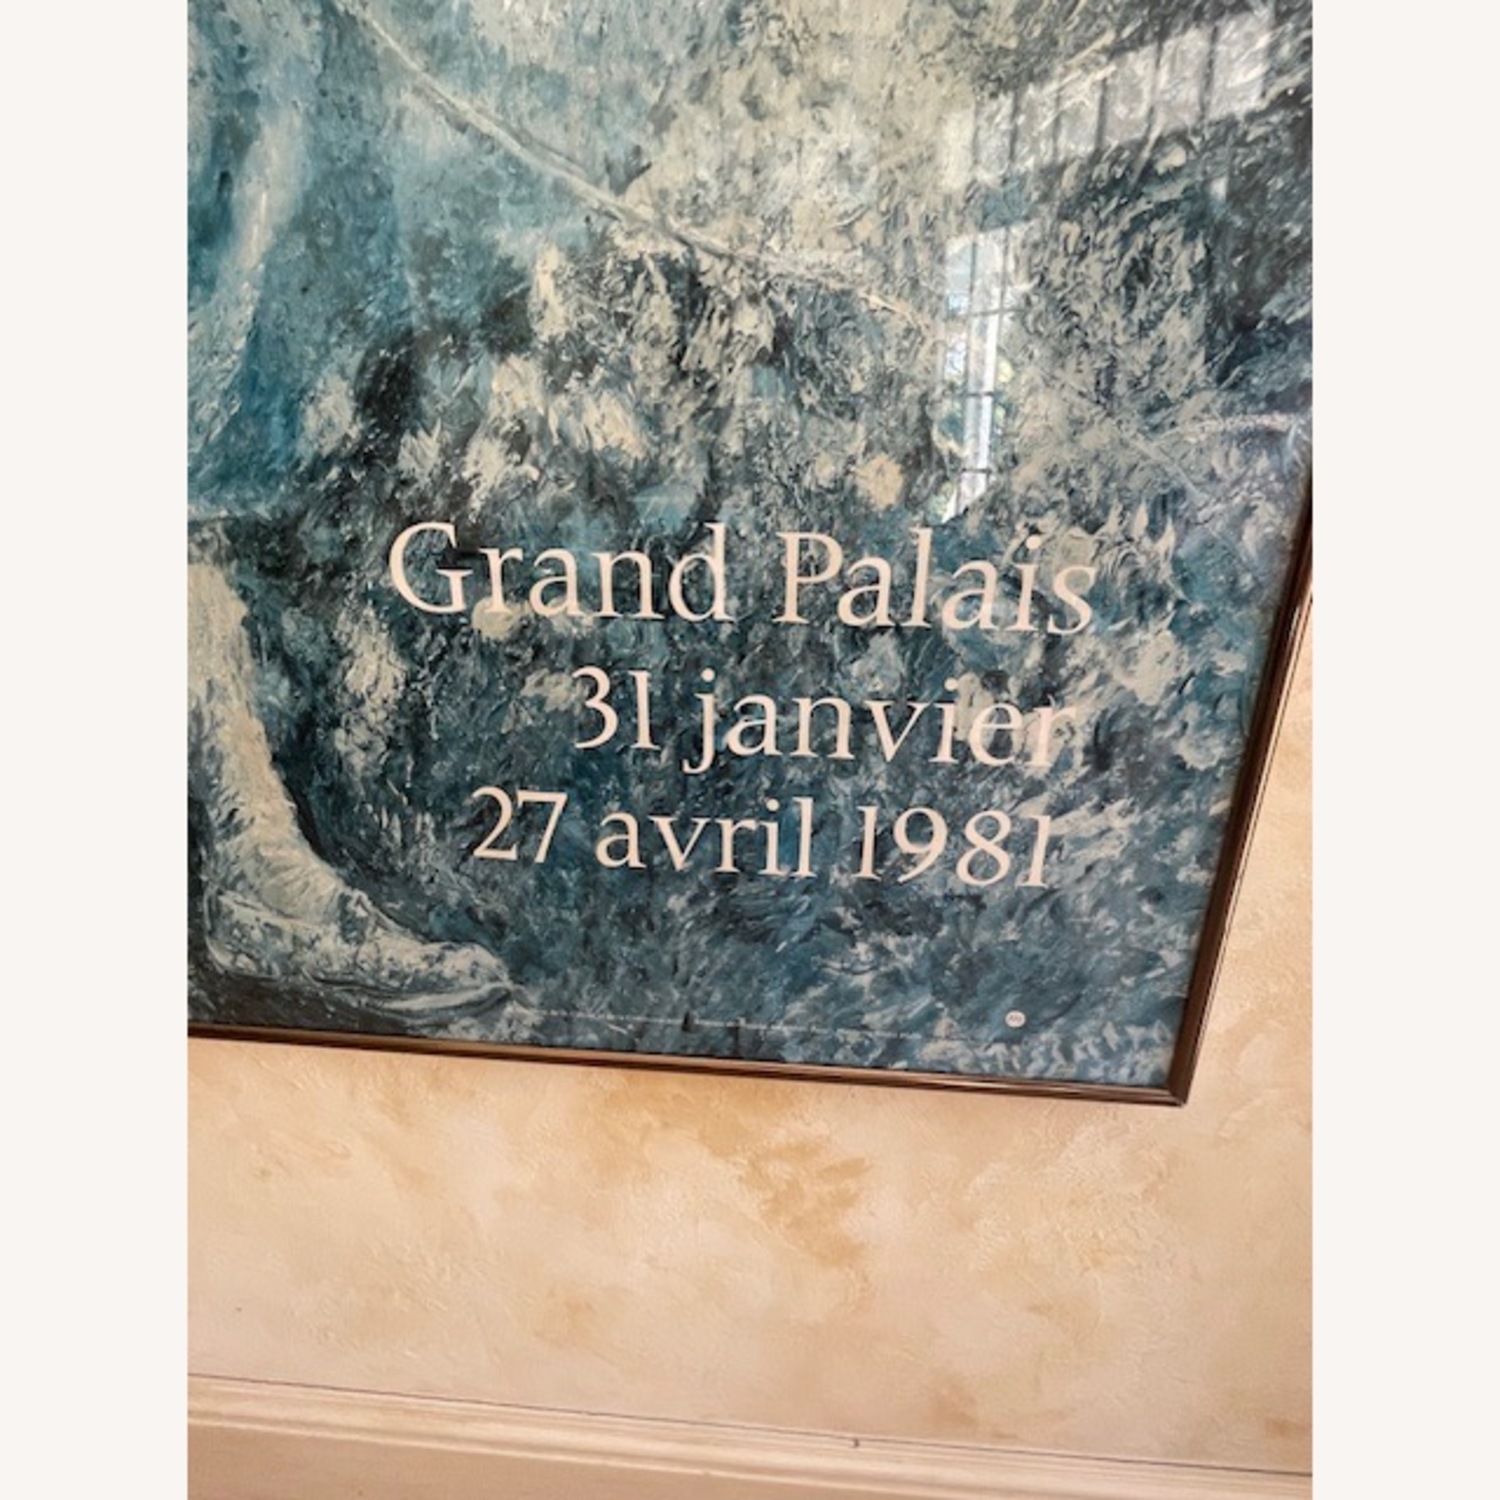 Grand Palais
31 janvier
27 avril 1981